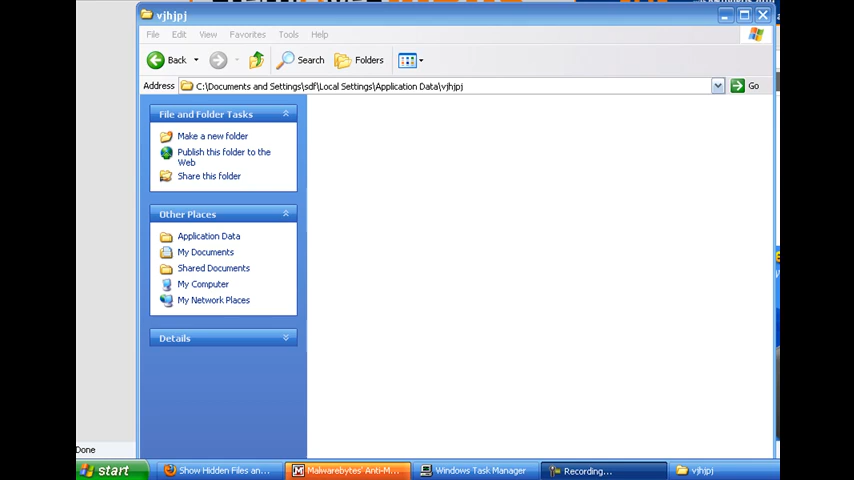 vjhjpj
File Edit View Favorites Tools Help
Back Search Folders
Address C:\Documents and Settings\sdf\Local Settings\Application Data\vjhjpj Go
File and Folder Tasks
Make a new folder
Publish this folder to the
Web
Share this folder
Other Places
Application Data
My Documents
Shared Documents
My Computer
My Network Places
Details
Done
start Show Hidden Files an... Malwarebytes' Anti-M... Windows Task Manager Recording... vjhjpj